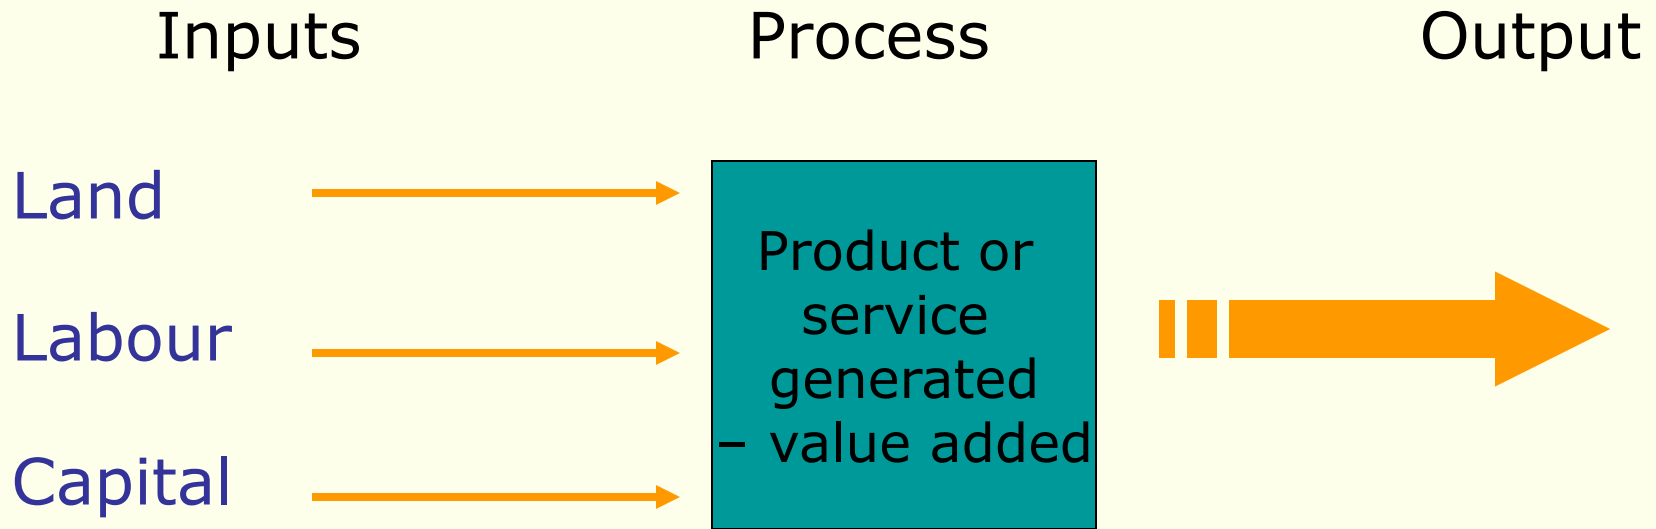 Inputs Process Output
Land
Labour
Capital
Product or
service
generated
– value added